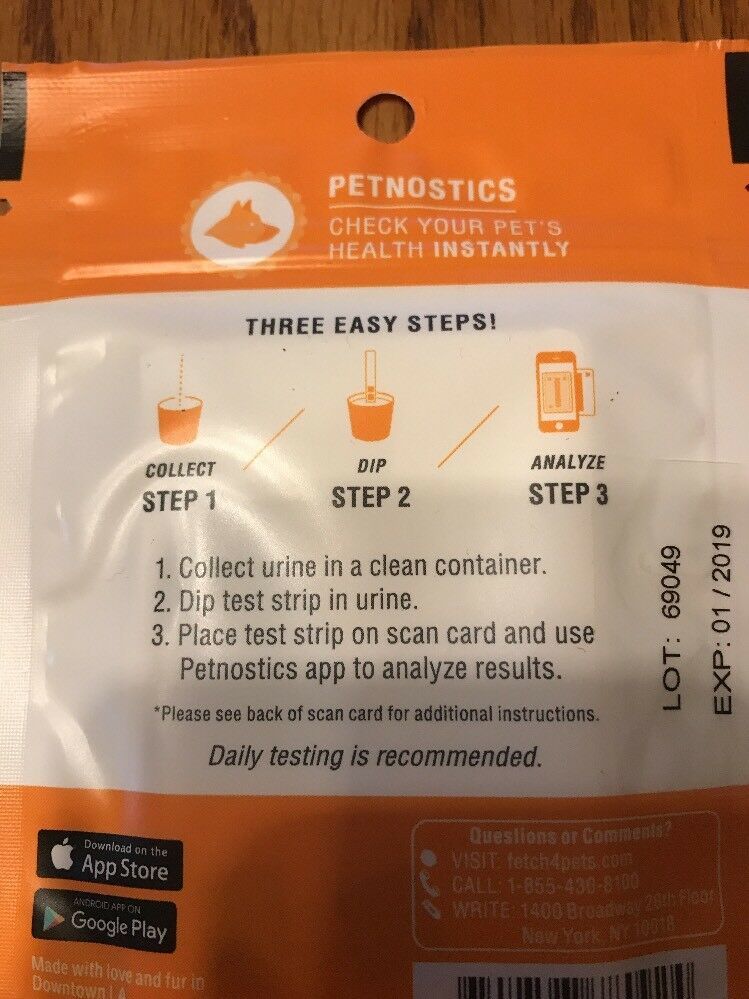 PETNOSTICS
CHECK YOUR PET'S
HEALTH INSTANTLY
THREE EASY STEPS!
COLLECT
STEP 1
DIP
STEP 2
ANALYZE
STEP 3
1. Collect urine in a clean container.
2. Dip test strip in urine.
3. Place test strip on scan card and use
Petnostics app to analyze results.
*Please see back of scan card for additional instructions.
Daily testing is recommended.
LOT: 69049
EXP: 01/2019
Download on the
App Store
ANDROID APP ON
Google Play
Made with love and fur in
Downtown LA
Questions or Comments?
VISIT: fetch4pets.com
CALL: 1-855-430-8100
WRITE: 1400 Broadway 28th Floor
New York, NY 10018